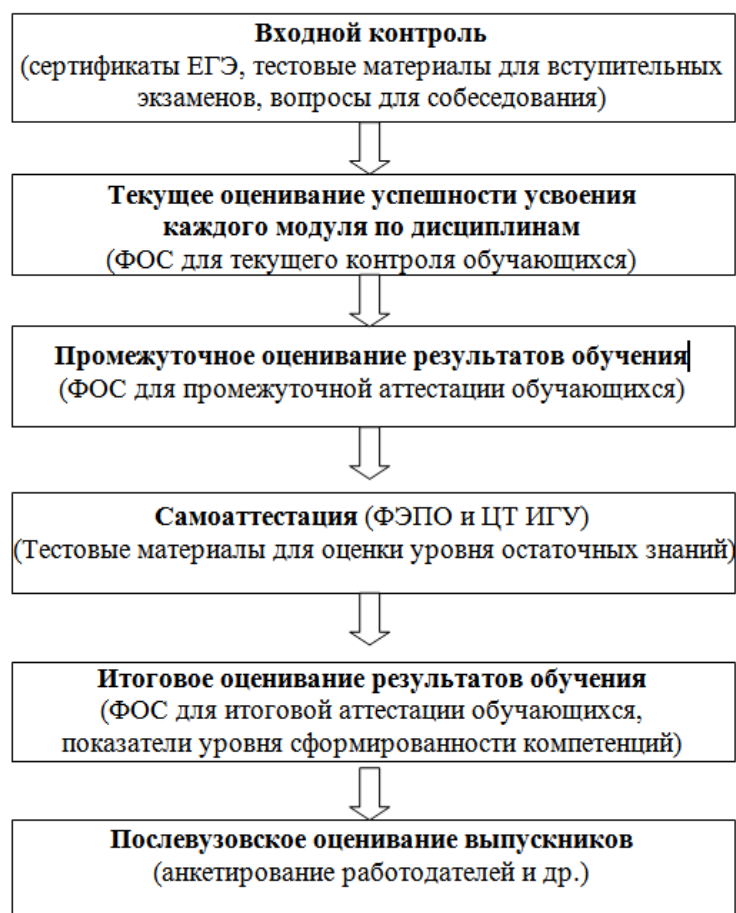 Входной контроль
(сертификаты ЕГЭ, тестовые материалы для вступительных
экзаменов, вопросы для собеседования)
Текущее оценивание успешности усвоения
каждого модуля по дисциплинам
(ФОС для текущего контроля обучающихся)
Промежуточное оценивание результатов обучения
(ФОС для промежуточной аттестации обучающихся)
Самоаттестация (ФЭПО и ЦТ ИГУ)
(Тестовые материалы для оценки уровня остаточных знаний)
Итоговое оценивание результатов обучения
(ФОС для итоговой аттестации обучающихся,
показатели уровня сформированности компетенций)
Послевузовское оценивание выпускников
(анкетирование работодателей и др.)